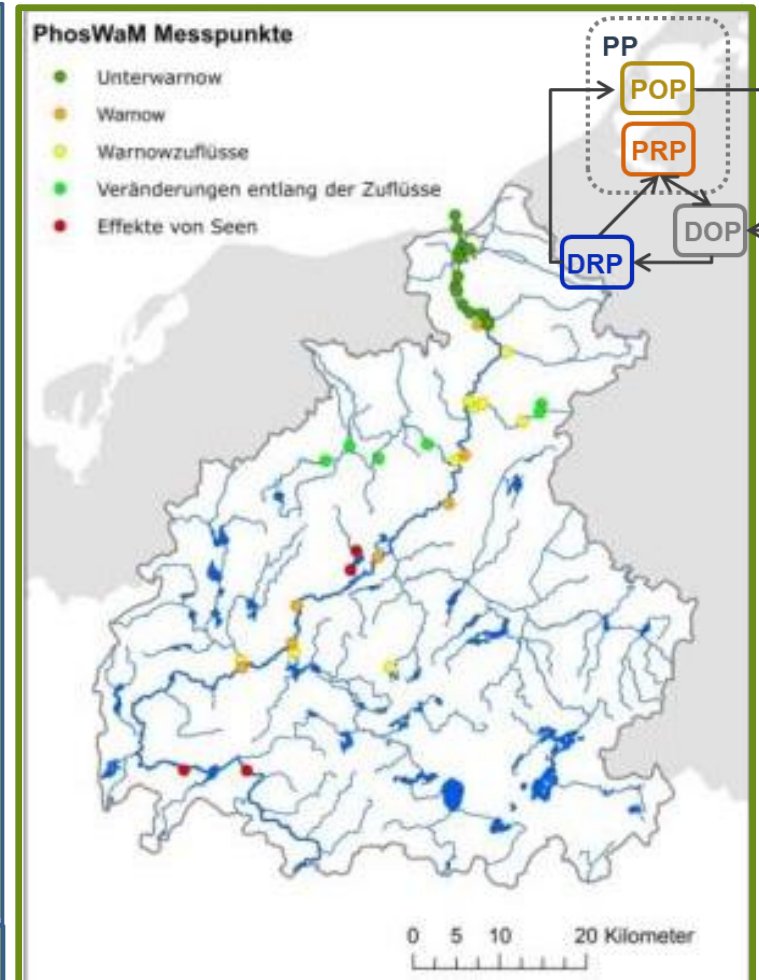 PhosWaM Messpunkte
Unterwarnow
Warnow
Warnowzuflüsse
Veränderungen entlang der Zuflüsse
Effekte von Seen
PP
POP
PRP
DOP
DRP
0 5 10 20 Kilometer